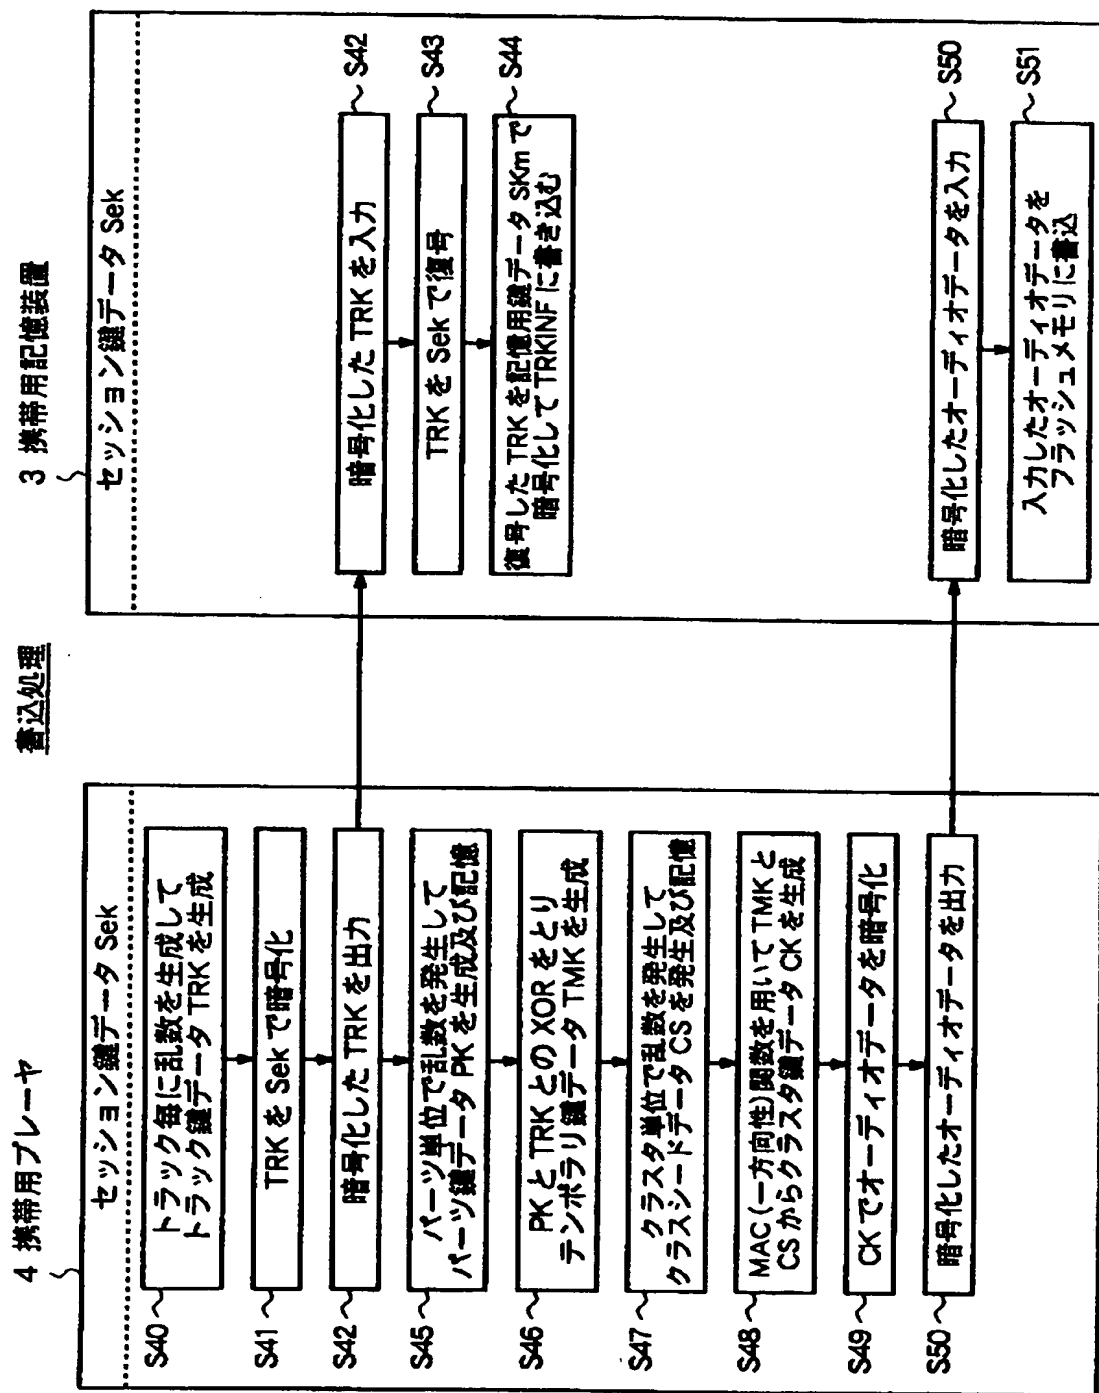 書込処理
4 携帯用プレーヤ
セッション鍵データ Sek
S40
トラック毎に乱数を生成して
トラック鍵データ TRK を生成
S41
TRK を Sek で暗号化
S42
暗号化した TRK を出力
S45
パーツ単位で乱数を発生して
パーツ鍵データ PK を生成及び記憶
S46
PK と TRK との XOR をとり
テンポラリ鍵データ TMK を生成
S47
クラスタ単位で乱数を発生して
クラスシードデータ CS を発生及び記憶
S48
MAC (一方向性) 関数を用いて TMK と
CS からクラスタ鍵データ CK を生成
S49
CK でオーディオデータを暗号化
S50
暗号化したオーディオデータを出力
3 携帯用記憶装置
セッション鍵データ Sek
暗号化した TRK を入力
S42
TRK を Sek で復号
S43
復号した TRK を記憶用鍵データ SKm で
暗号化して TRKINF に書き込む
S44
暗号化したオーディオデータを入力
S50
入力したオーディオデータを
フラッシュメモリに書込
S51